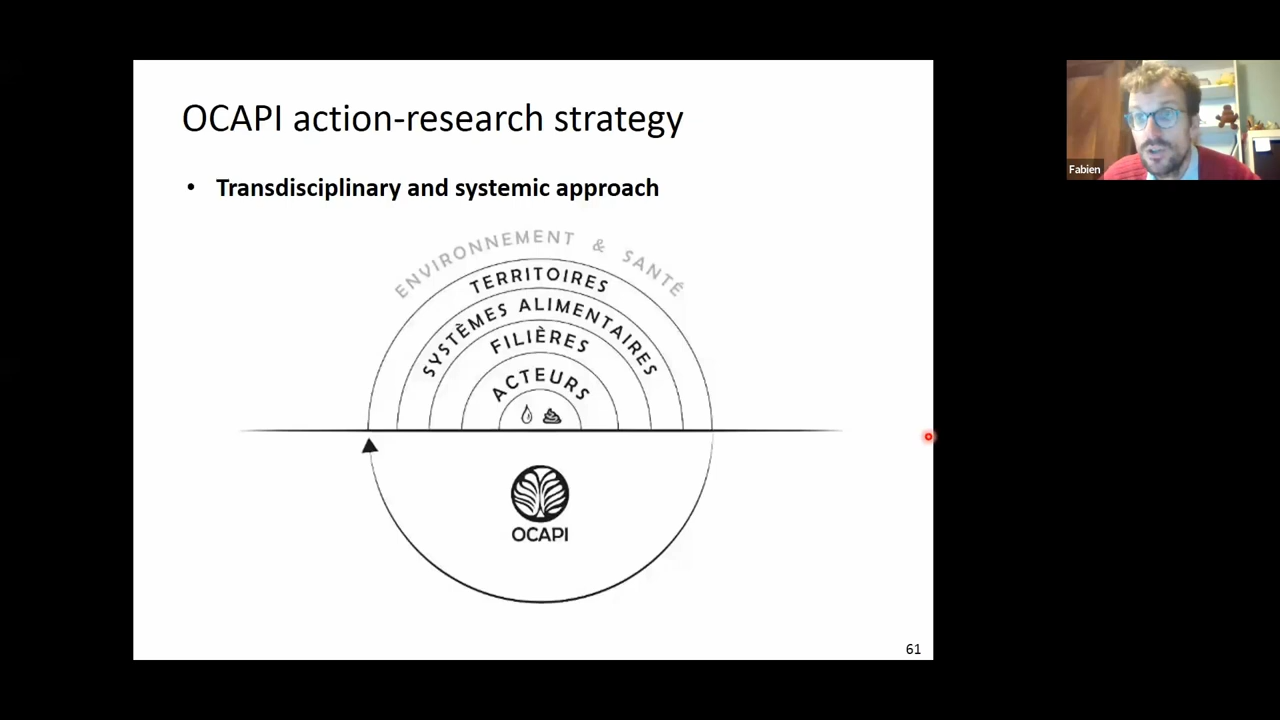 OCAPI action-research strategy
• Transdisciplinary and systemic approach
ENVIRONNEMENT & SANTÉ
TERRITOIRES
SYSTÈMES ALIMENTAIRES
FILIÈRES
ACTEURS
OCAPI
61
Fabien